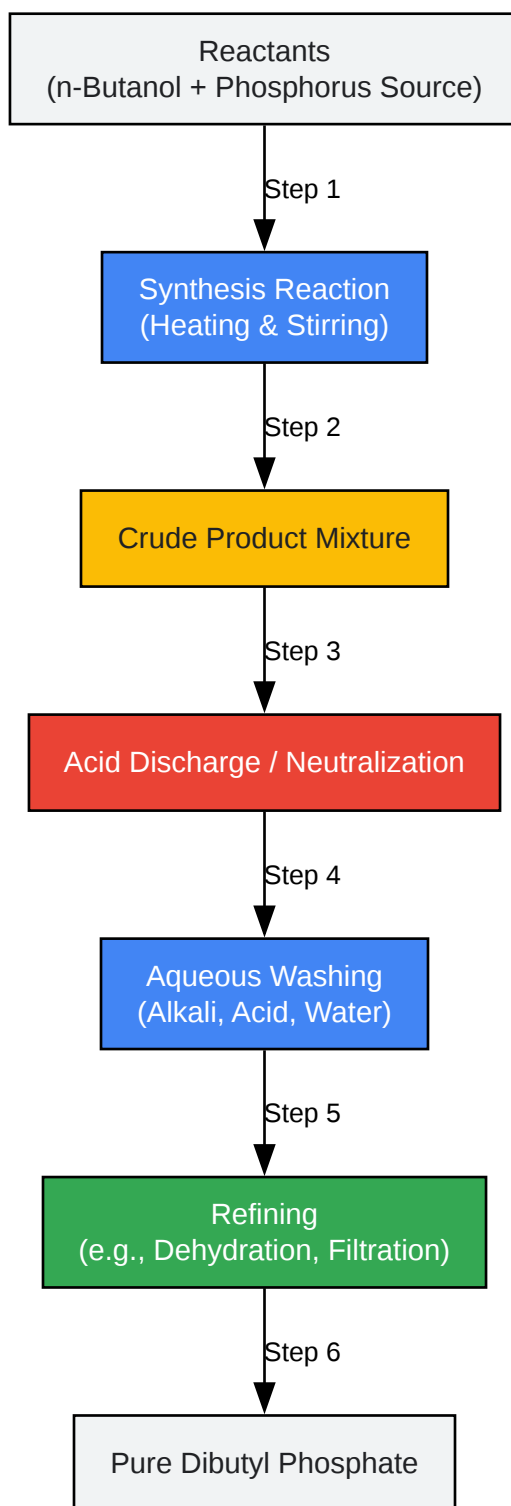 Reactants
(n-Butanol + Phosphorus Source)
Step 1
Synthesis Reaction
(Heating & Stirring)
Step 2
Crude Product Mixture
Step 3
Acid Discharge / Neutralization
Step 4
Aqueous Washing
(Alkali, Acid, Water)
Step 5
Refining
(e.g., Dehydration, Filtration)
Step 6
Pure Dibutyl Phosphate